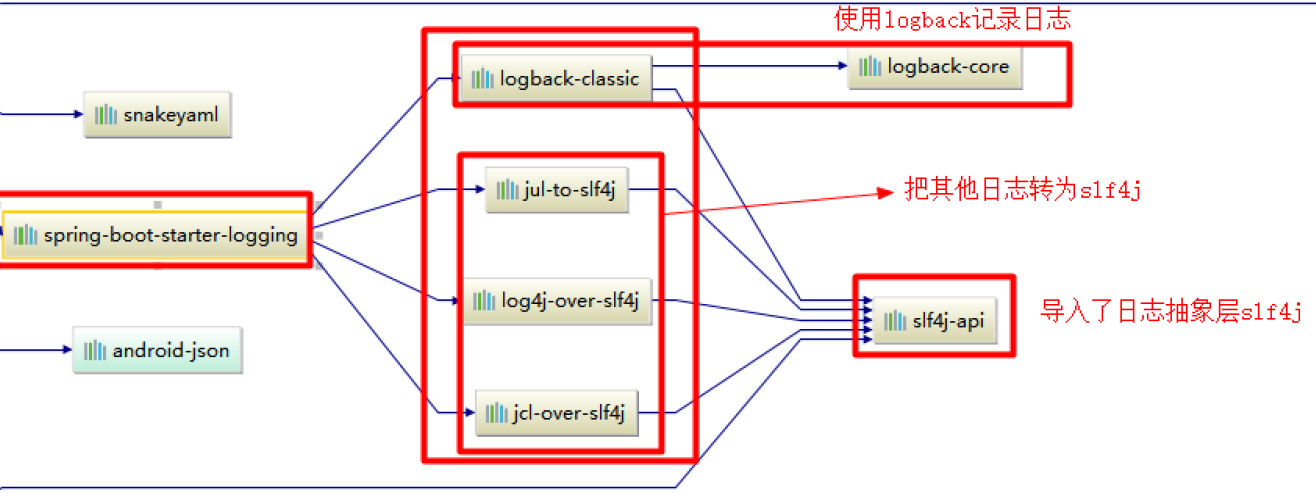 使用logback记录日志
logback-classic
logback-core
snakeyaml
jul-to-slf4j
把其他日志转为slf4j
spring-boot-starter-logging
log4j-over-slf4j
slf4j-api
导入了日志抽象层slf4j
android-json
jcl-over-slf4j